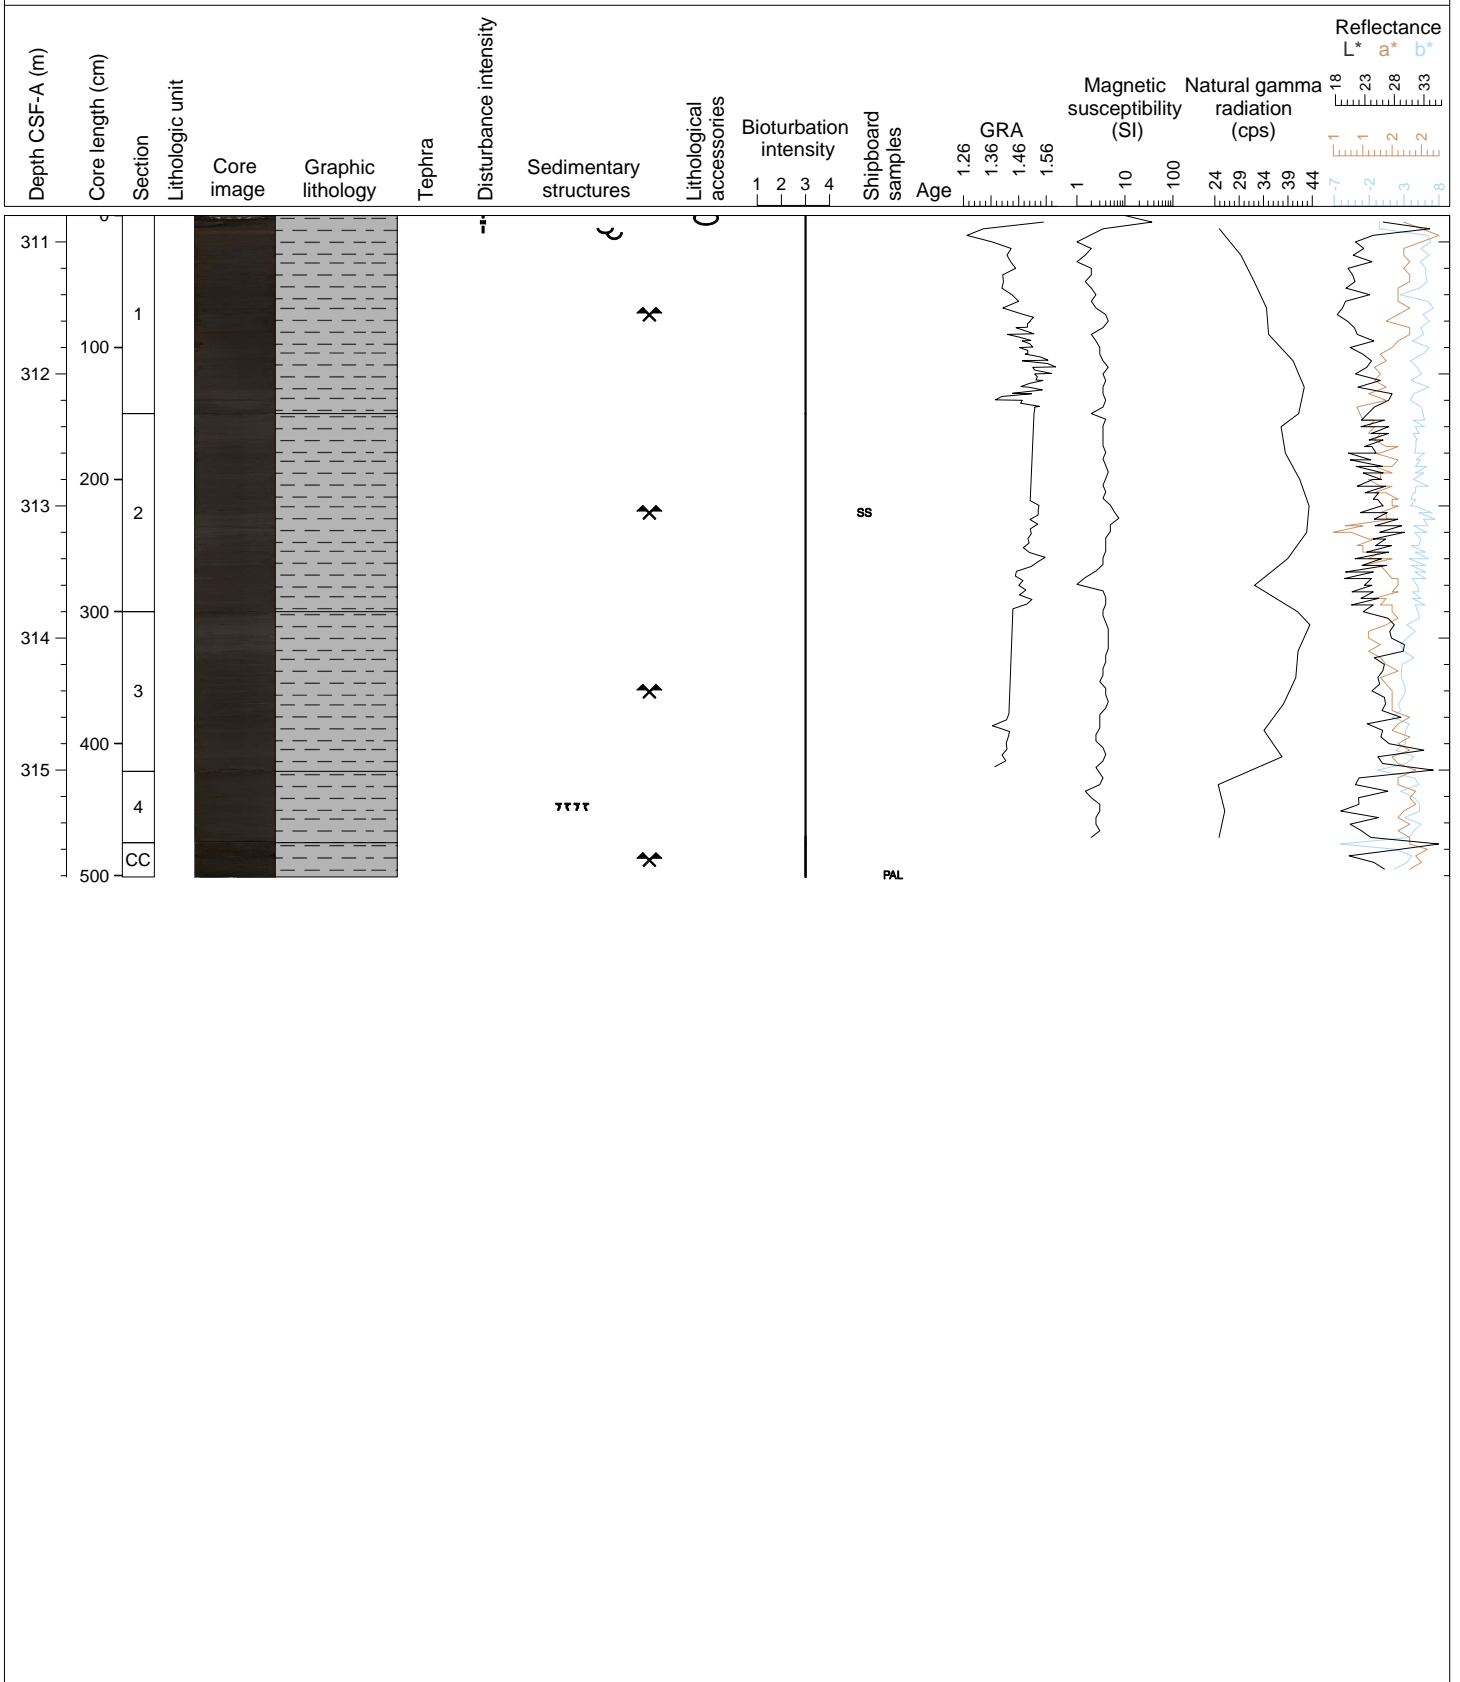 Depth CSF-A (m)
Core length (cm)
Section
Lithologic unit
Core
image
Graphic
lithology
Tephra
Disturbance intensity
Sedimentary
structures
Lithological
accessories
Bioturbation
intensity
1 2 3 4
Shipboard
samples
Age
GRA
1.26 1.36 1.46 1.56
Magnetic
susceptibility
(SI)
1 10 100
Natural gamma
radiation
(cps)
24 29 34 39 44
Reflectance
L* a* b*
18 23 28 33
1 1 2 2
-7 -2 3 8
0
311
1
100
312
200
313
2
SS
300
314
3
400
315
4
CC
500
PAL